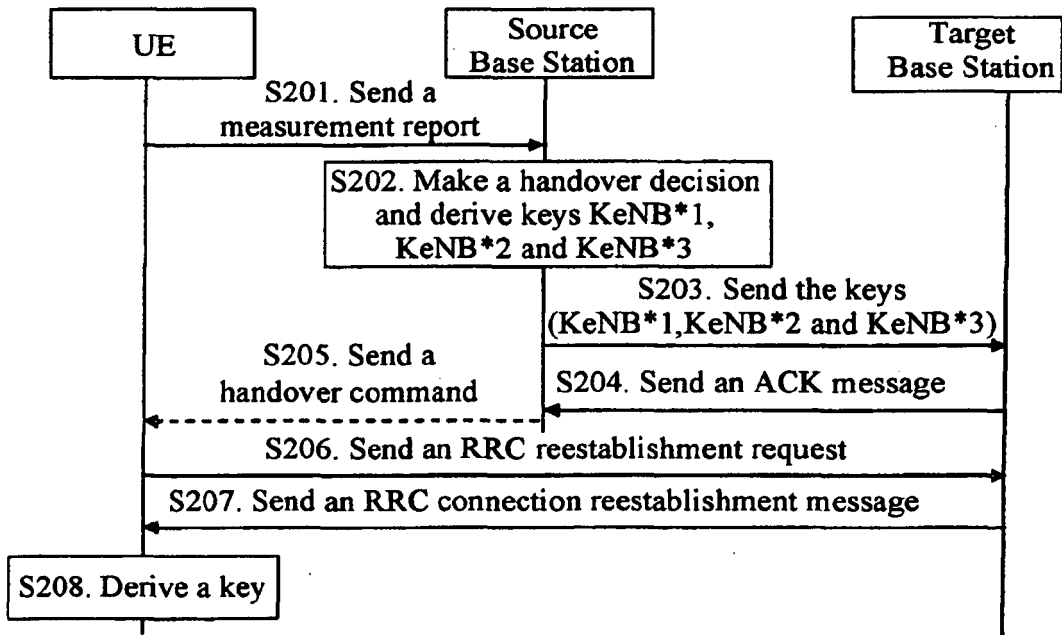 UE
Source
Base Station
Target
Base Station
S201. Send a
measurement report
S202. Make a handover decision
and derive keys KeNB*1,
KeNB*2 and KeNB*3
S203. Send the keys
(KeNB*1,KeNB*2 and KeNB*3)
S205. Send a
handover command
S204. Send an ACK message
S206. Send an RRC reestablishment request
S207. Send an RRC connection reestablishment message
S208. Derive a key